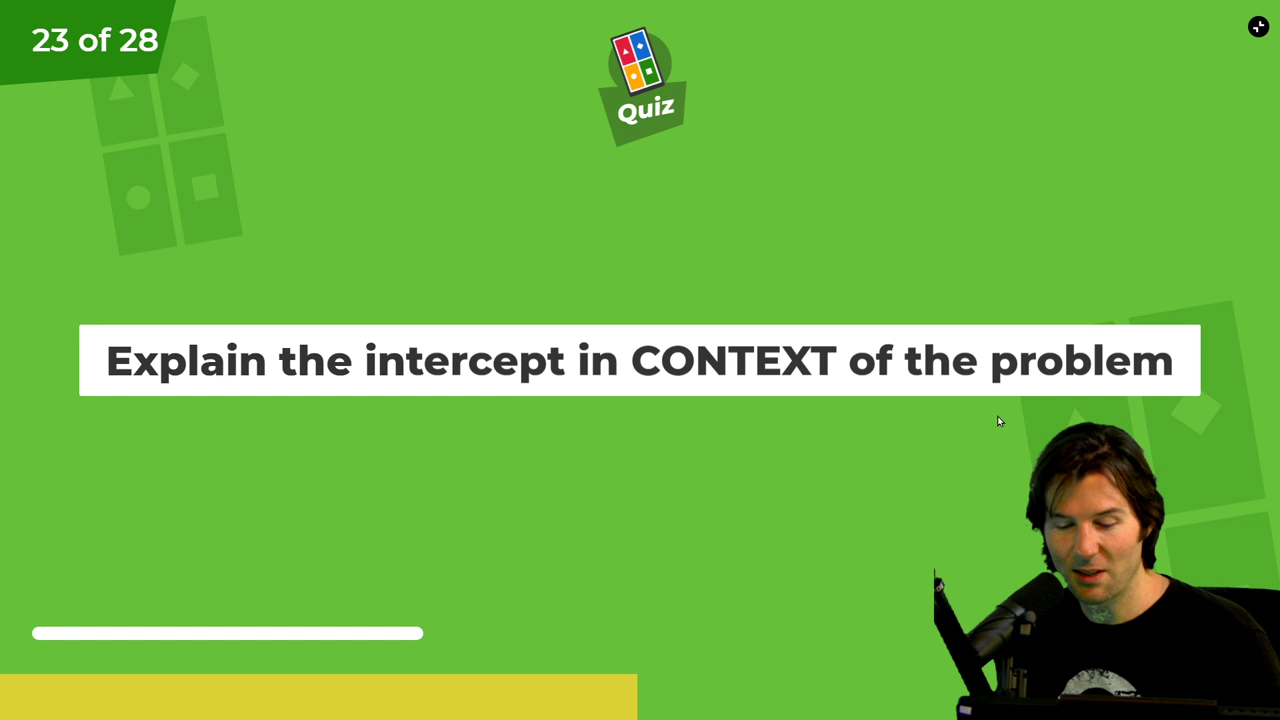 23 of 28
Quiz
Explain the intercept in CONTEXT of the problem